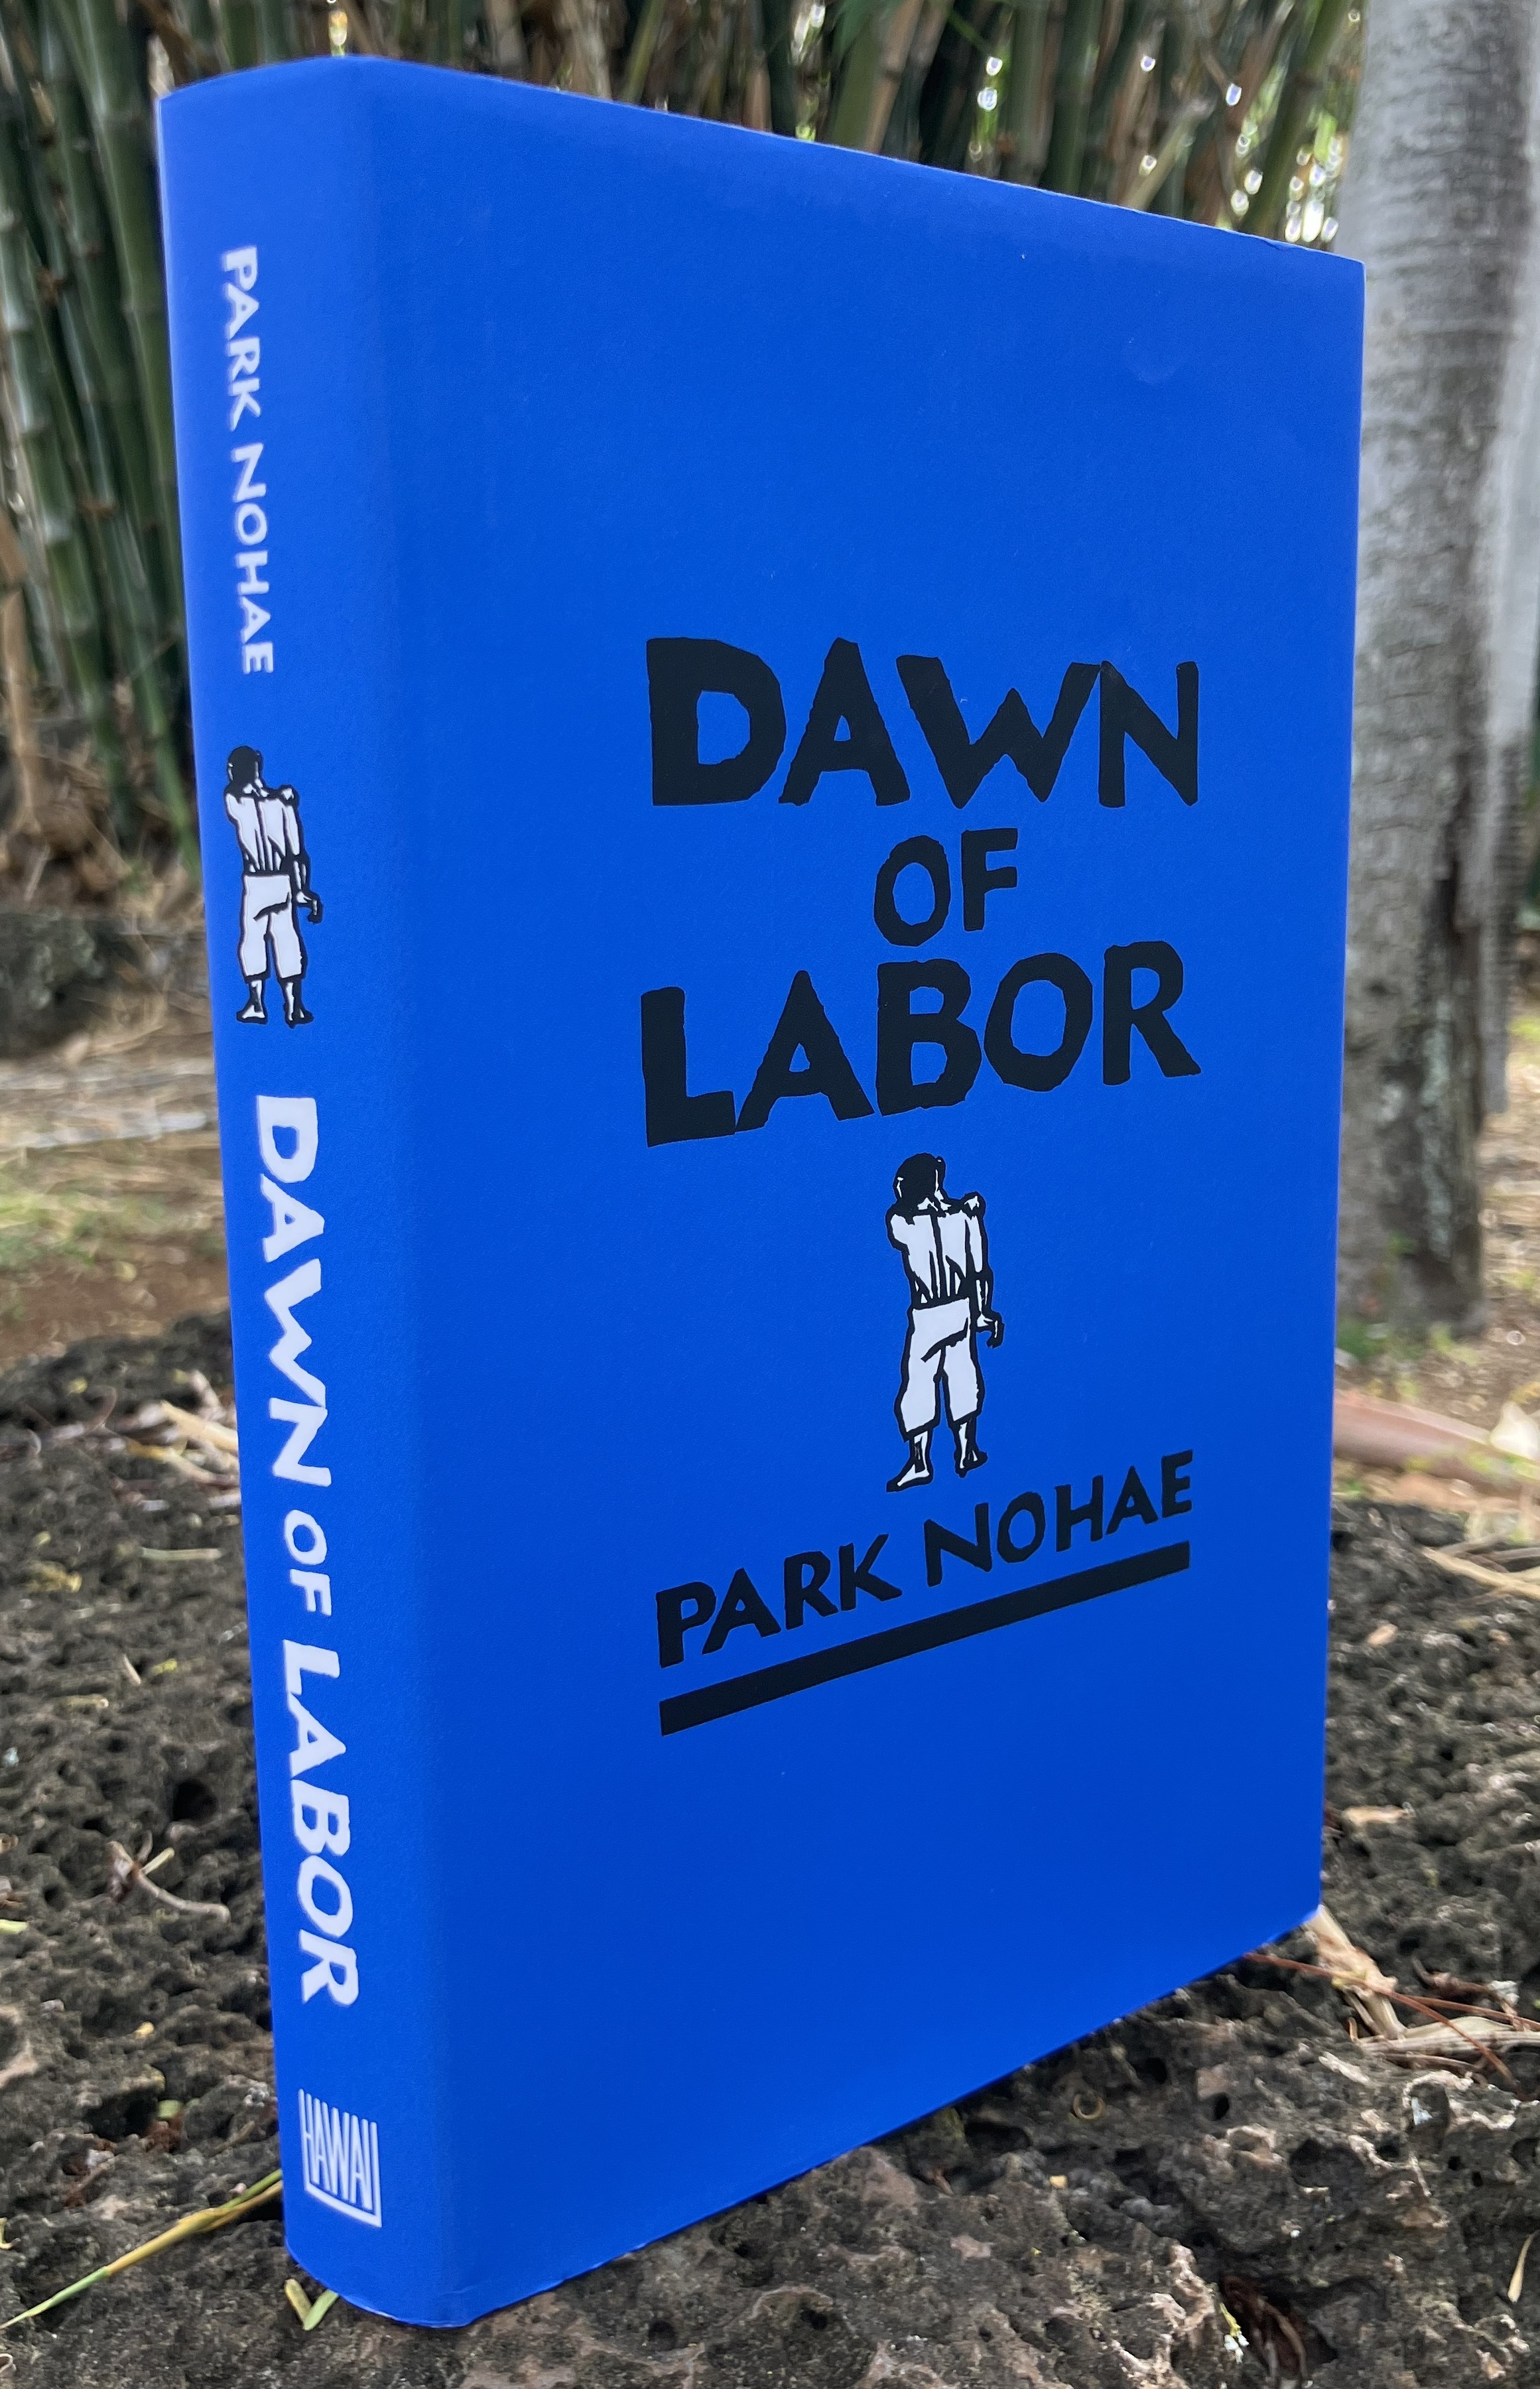 PARK NOHAE
DAWN OF LABOR
HAWAI‘I
DAWN
OF
LABOR
PARK NOHAE